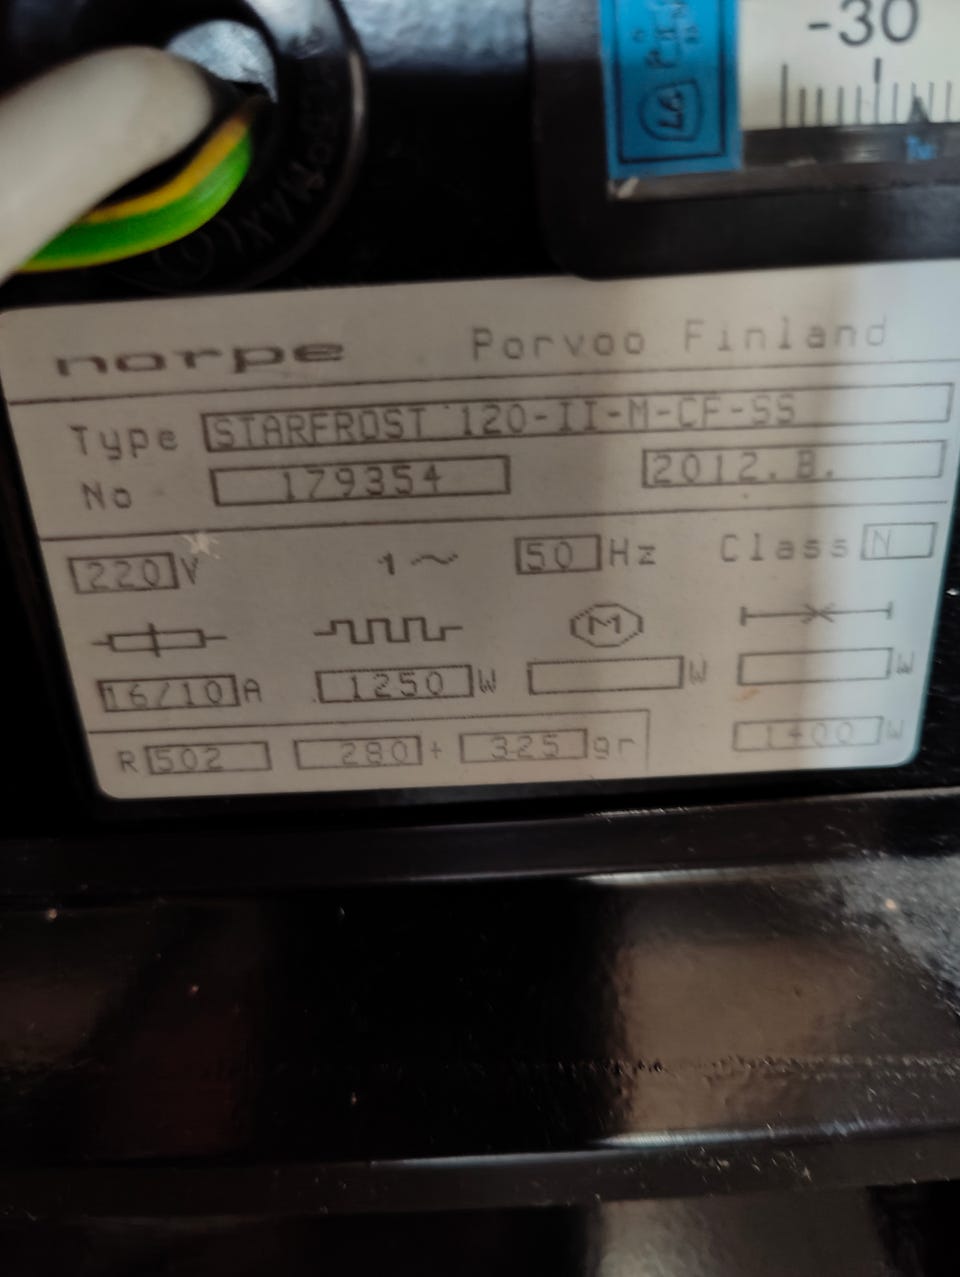 -30
norpe Porvoo Finland
Type STARFROST 120-II-M-CF-SS
No 179354 2012.B.
220 V 1~ 50 Hz Class N
M
16/10 A 1250 W W W
R 502 280 + 325 gr 1400 W